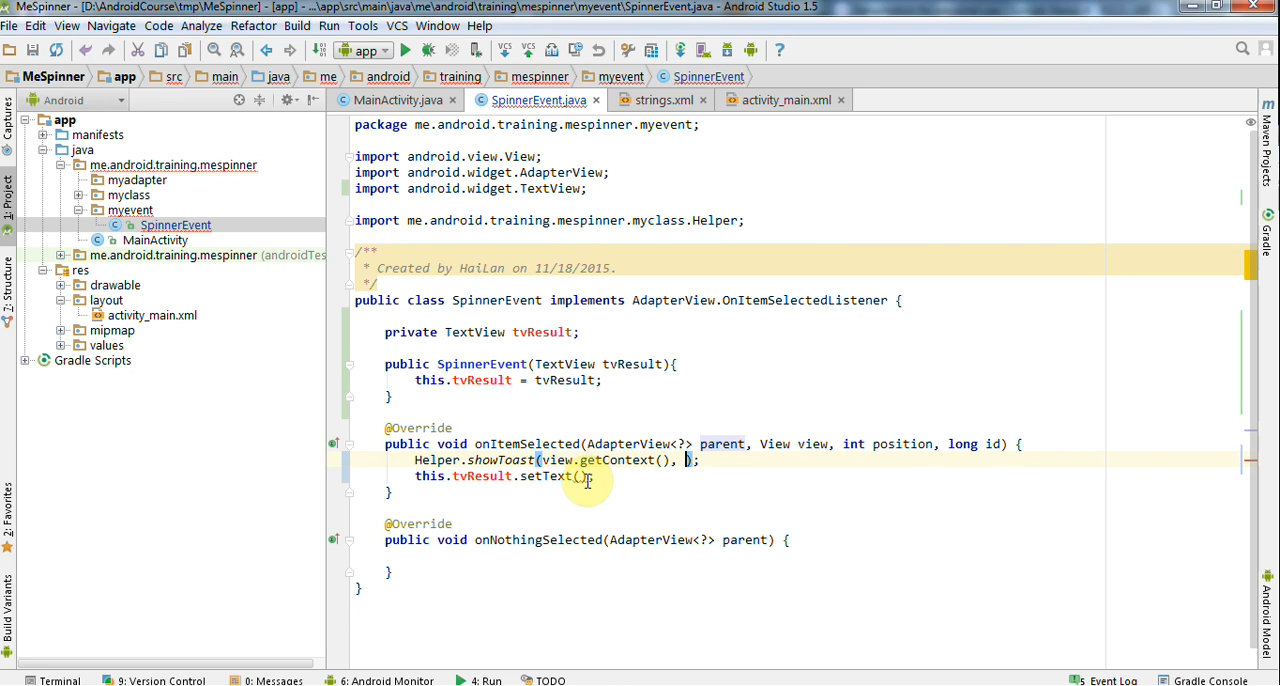 MeSpinner - [D:\AndroidCourse\tmp\MeSpinner] - [app] - ...\app\src\main\java\me\android\training\mespinner\myevent\SpinnerEvent.java - Android Studio 1.5
File Edit View Navigate Code Analyze Refactor Build Run Tools VCS Window Help
app
MeSpinner app src main java me android training mespinner myevent SpinnerEvent
Android
MainActivity.java SpinnerEvent.java strings.xml activity_main.xml
Captures
1: Project
7: Structure
2: Favorites
Build Variants
app
manifests
java
me.android.training.mespinner
myadapter
myclass
myevent
SpinnerEvent
MainActivity
me.android.training.mespinner (androidTes
res
drawable
layout
activity_main.xml
mipmap
values
Gradle Scripts
package me.android.training.mespinner.myevent;
import android.view.View;
import android.widget.AdapterView;
import android.widget.TextView;
import me.android.training.mespinner.myclass.Helper;
/**
* Created by HaiLan on 11/18/2015.
*/
public class SpinnerEvent implements AdapterView.OnItemSelectedListener {
private TextView tvResult;
public SpinnerEvent(TextView tvResult){
this.tvResult = tvResult;
}
@Override
public void onItemSelected(AdapterView<?> parent, View view, int position, long id) {
Helper.showToast(view.getContext(), );
this.tvResult.setText();
}
@Override
public void onNothingSelected(AdapterView<?> parent) {
}
}
Maven Projects
Gradle
Android Model
Terminal 9: Version Control 0: Messages 6: Android Monitor 4: Run TODO 5 Event Log Gradle Console